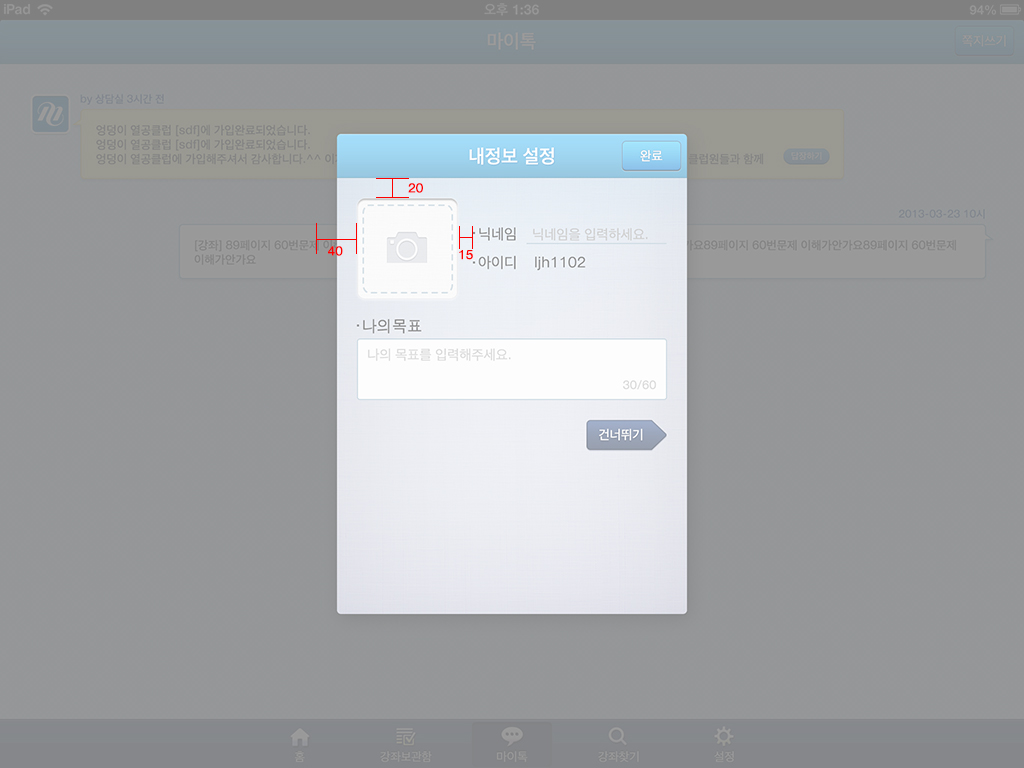 iPad 오후 1:36 94%
마이톡 쪽지쓰기
by 상담실 3시간 전
엉덩이 열공클럽 [sdf]에 가입완료되었습니다.
엉덩이 열공클럽 [sdf]에 가입완료되었습니다.
엉덩이 열공클럽에 가입해주셔서 감사합니다.^^ 이 클럽원들과 함께
2013-03-23 10시
[강좌] 89페이지 60번문제 이 가요89페이지 60번문제 이해가안가요89페이지 60번문제
이해가안가요
내정보 설정 완료
20
40
15
·닉네임 닉네임을 입력하세요.
·아이디 ljh1102
·나의목표
나의 목표를 입력해주세요.
30/60
건너뛰기
홈 강좌보관함 마이톡 강좌찾기 설정